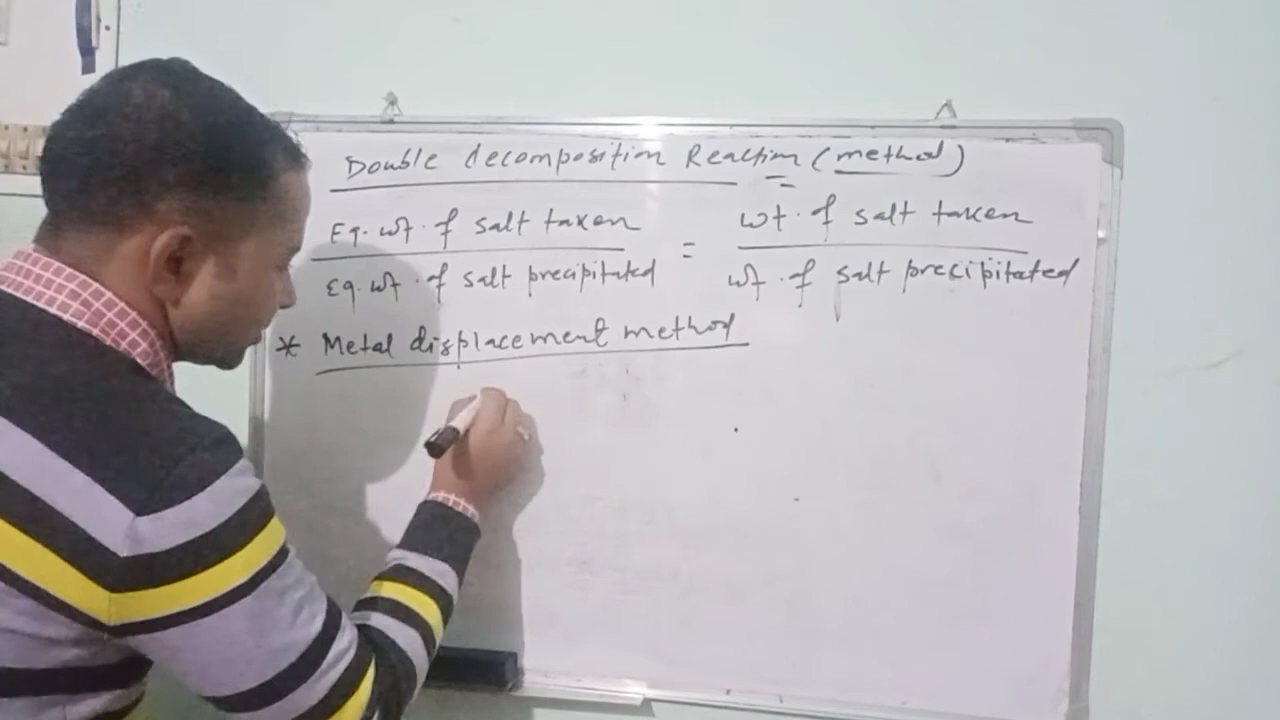 Double decomposition Reaction (method)
Eq. wt. of salt taken = wt. of salt taken
Eq. wt. of salt precipitated wt. of salt precipitated
* Metal displacement method